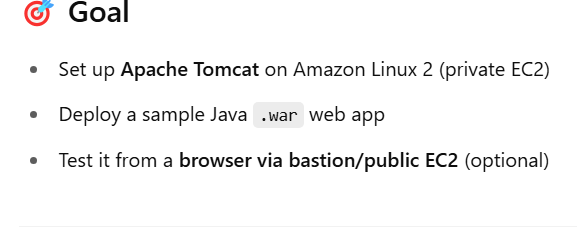 🎯 Goal
• Set up Apache Tomcat on Amazon Linux 2 (private EC2)
• Deploy a sample Java .war web app
• Test it from a browser via bastion/public EC2 (optional)